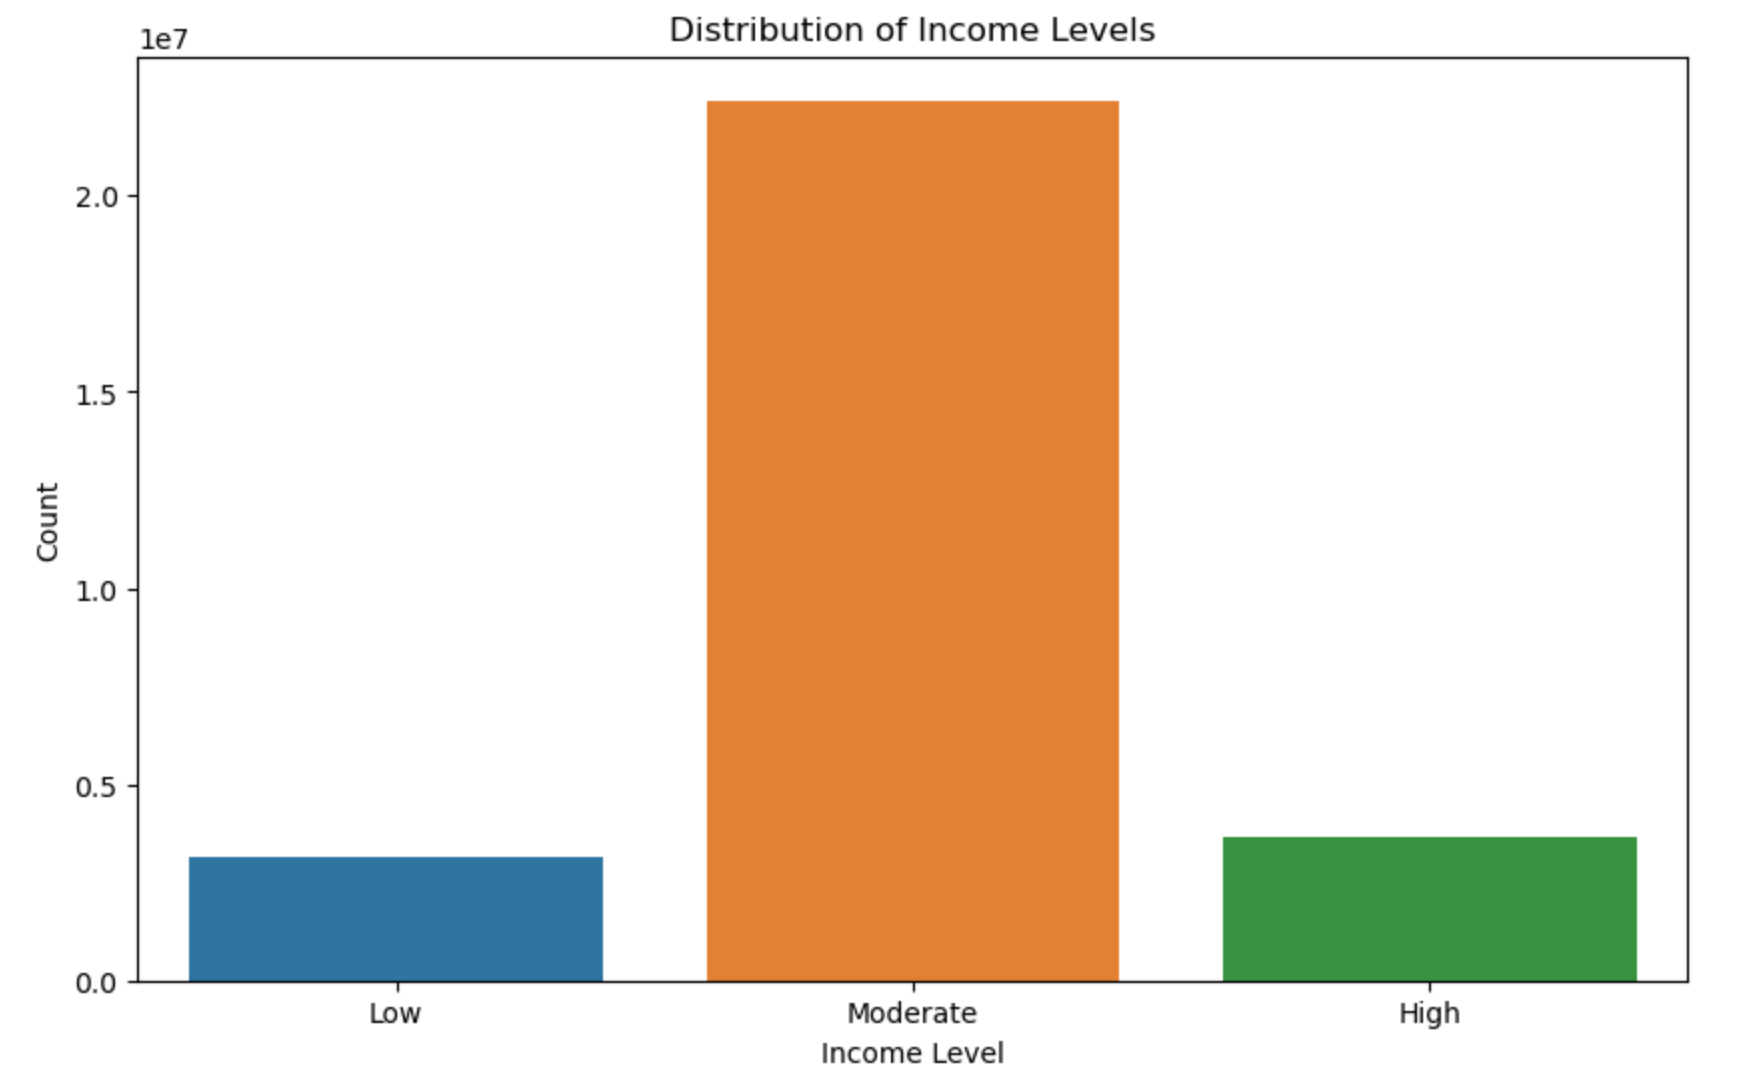 Distribution of Income Levels
1e7
2.0
1.5
1.0
0.5
0.0
Count
Low Moderate High
Income Level